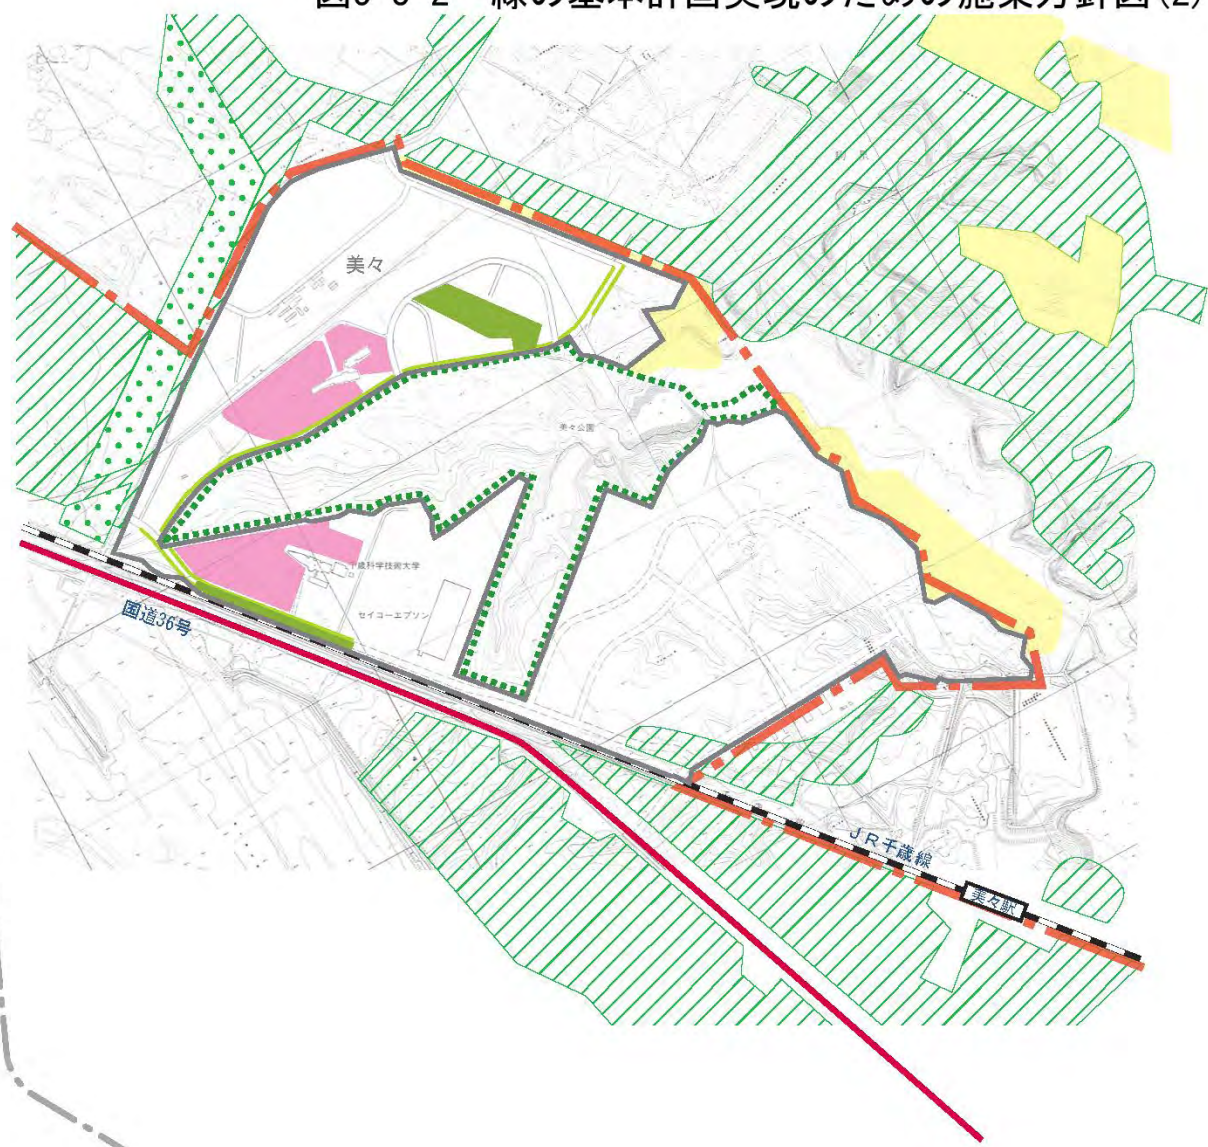 緑の基本計画実現のための施策方針図(2)
美々
美々公園
千歳科学技術大学
セイコーエプソン
国道36号
JR千歳線
美々駅